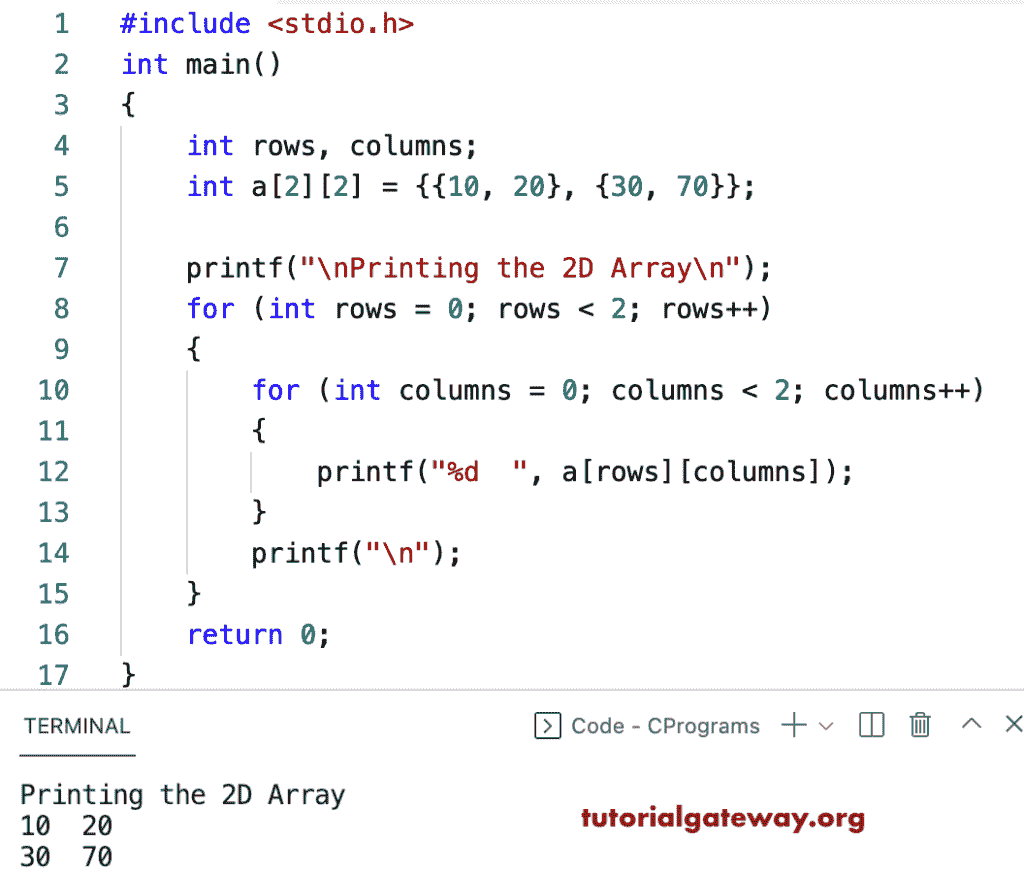 1 #include <stdio.h>
2 int main()
3 {
4     int rows, columns;
5     int a[2][2] = {{10, 20}, {30, 70}};
6
7     printf("\nPrinting the 2D Array\n");
8     for (int rows = 0; rows < 2; rows++)
9     {
10         for (int columns = 0; columns < 2; columns++)
11         {
12             printf("%d  ", a[rows][columns]);
13         }
14         printf("\n");
15     }
16     return 0;
17 }
TERMINAL Code - CPrograms
Printing the 2D Array
10  20
30  70
tutorialgateway.org